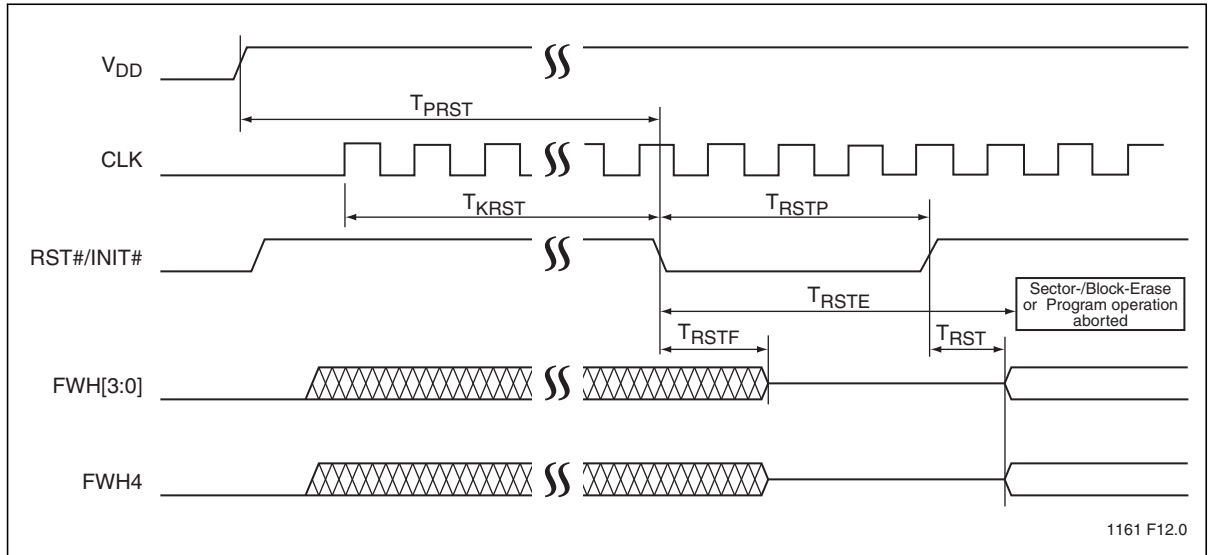 VDD
TPRST
CLK
TKRST
TRSTP
RST#/INIT#
TRSTE
Sector-/Block-Erase
or Program operation
aborted
TRSTF
TRST
FWH[3:0]
FWH4
1161 F12.0